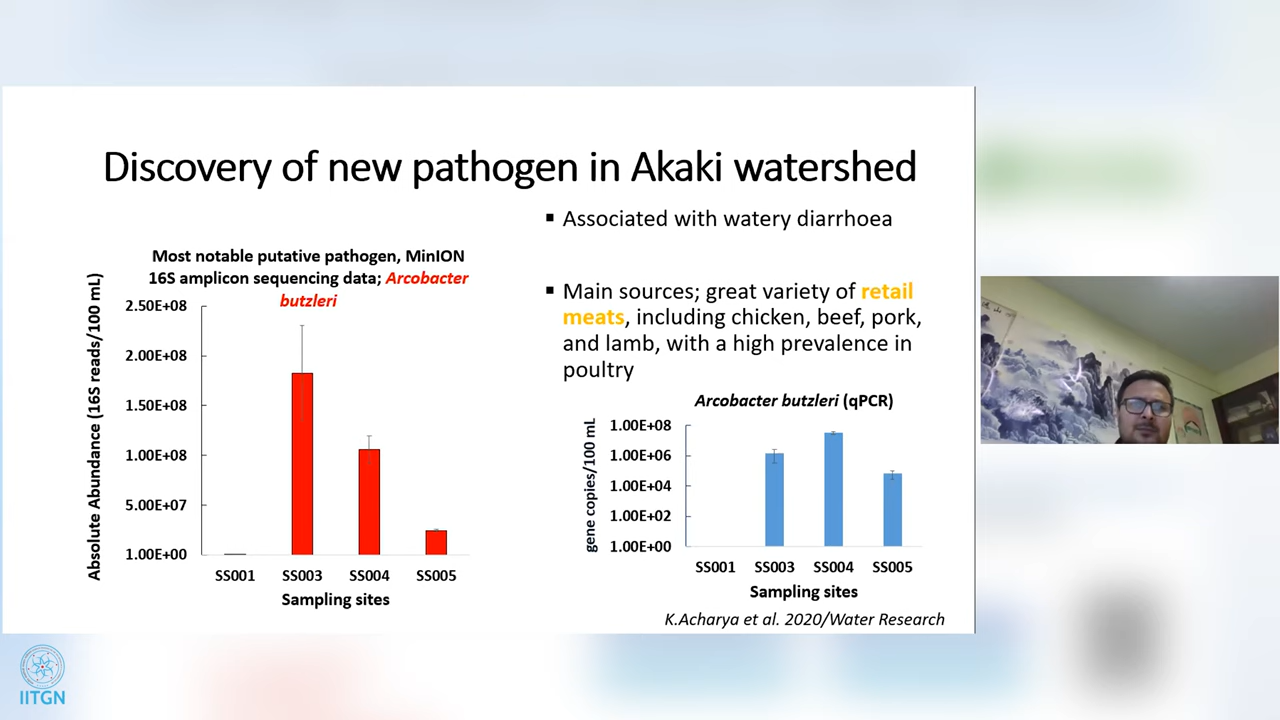 Discovery of new pathogen in Akaki watershed
Most notable putative pathogen, MinION
16S amplicon sequencing data; Arcobacter
butzleri
Absolute Abundance (16S reads/100 mL)
2.50E+08
2.00E+08
1.50E+08
1.00E+08
5.00E+07
1.00E+00
SS001 SS003 SS004 SS005
Sampling sites
▪ Associated with watery diarrhoea
▪ Main sources; great variety of retail
meats, including chicken, beef, pork,
and lamb, with a high prevalence in
poultry
Arcobacter butzleri (qPCR)
gene copies/100 mL
1.00E+08
1.00E+06
1.00E+04
1.00E+02
1.00E+00
SS001 SS003 SS004 SS005
Sampling sites
K.Acharya et al. 2020/Water Research
IITGN